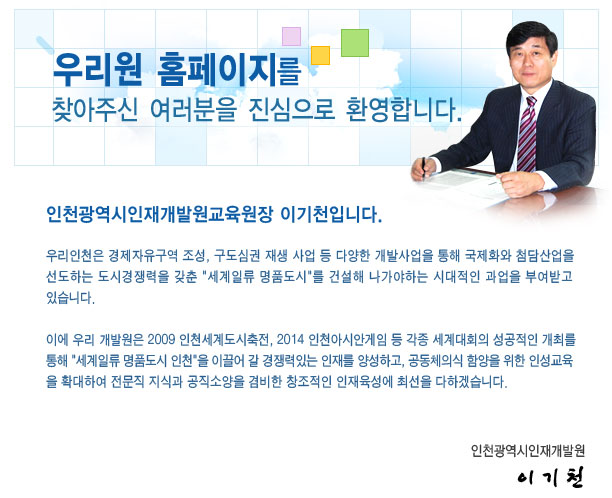 우리원 홈페이지를
찾아주신 여러분을 진심으로 환영합니다.
인천광역시인재개발원교육원장 이기천입니다.
우리인천은 경제자유구역 조성, 구도심권 재생 사업 등 다양한 개발사업을 통해 국제화와 첨담산업을
선도하는 도시경쟁력을 갖춘 "세계일류 명품도시"를 건설해 나가야하는 시대적인 과업을 부여받고
있습니다.
이에 우리 개발원은 2009 인천세계도시축전, 2014 인천아시안게임 등 각종 세계대회의 성공적인 개최를
통해 "세계일류 명품도시 인천"을 이끌어 갈 경쟁력있는 인재를 양성하고, 공동체의식 함양을 위한 인성교육
을 확대하여 전문직 지식과 공직소양을 겸비한 창조적인 인재육성에 최선을 다하겠습니다.
인천광역시인재개발원
이기천